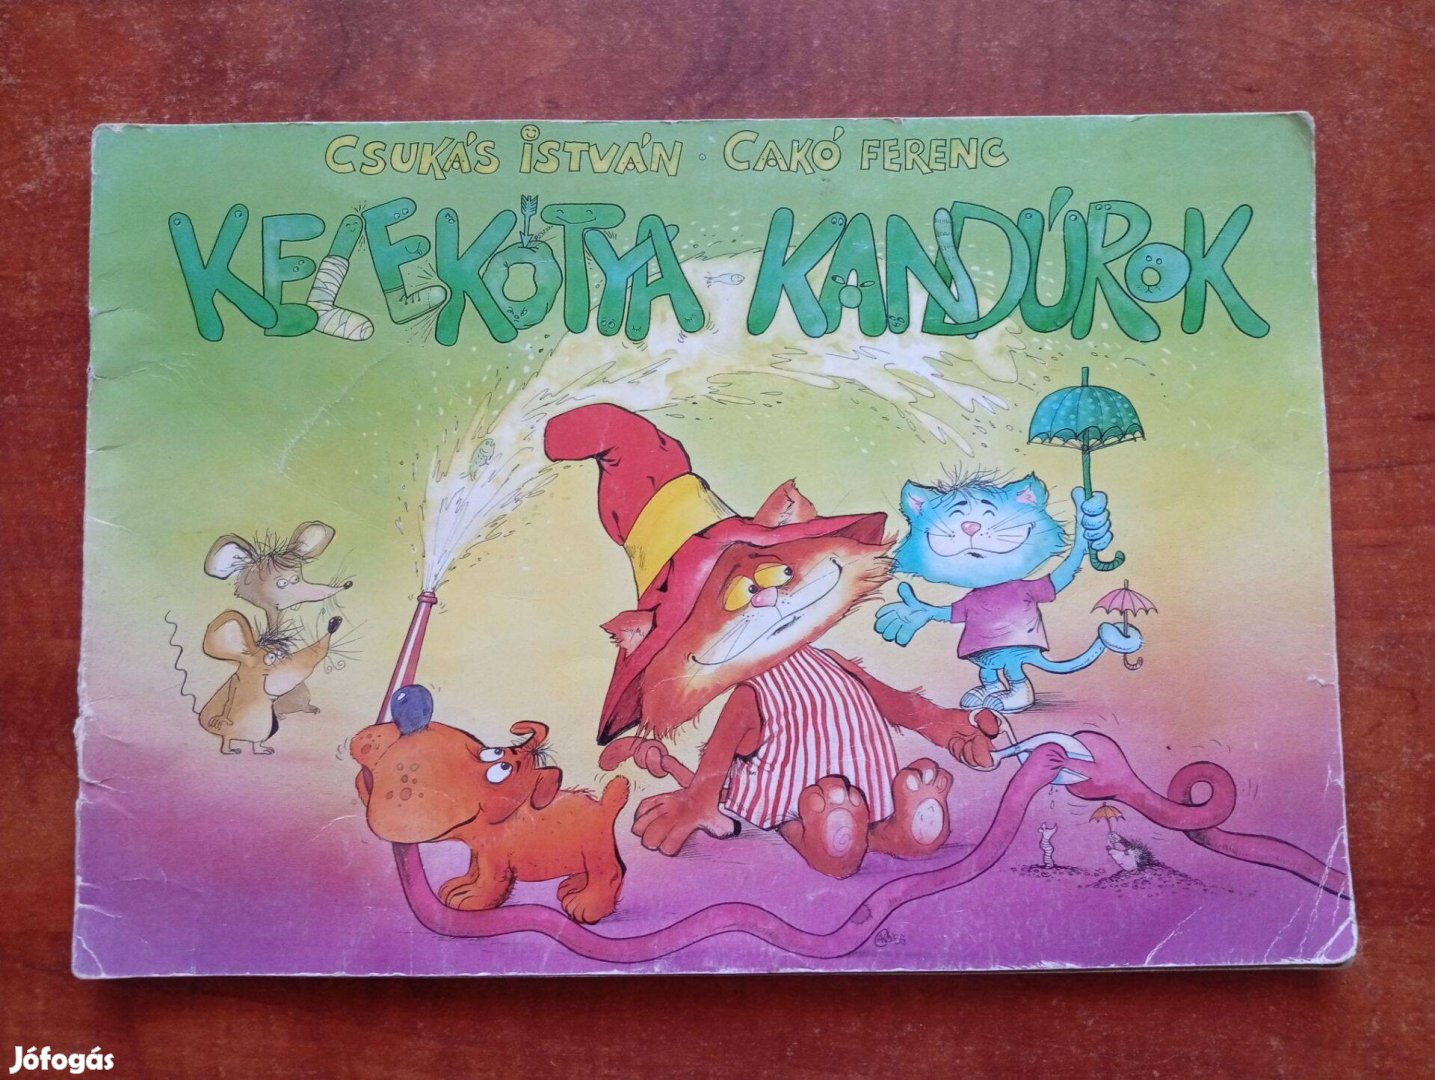 CSUKÁS ISTVÁN · CAKÓ FERENC
KELEKÓTYA KANDÚROK
Jófogás